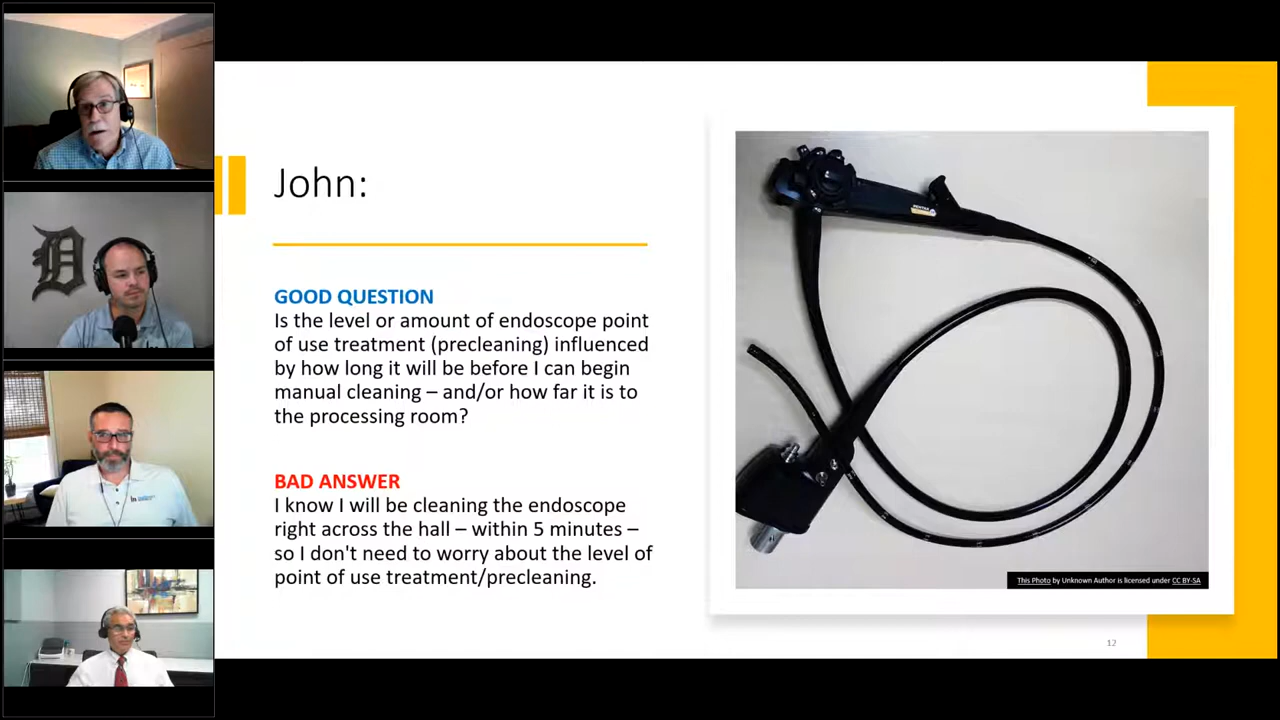 John:
GOOD QUESTION
Is the level or amount of endoscope point
of use treatment (precleaning) influenced
by how long it will be before I can begin
manual cleaning – and/or how far it is to
the processing room?
BAD ANSWER
I know I will be cleaning the endoscope
right across the hall – within 5 minutes –
so I don't need to worry about the level of
point of use treatment/precleaning.
PENTAX
This Photo by Unknown Author is licensed under CC BY-SA
12